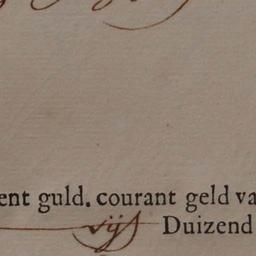 ent guld. courant geld va
vijf Duizend